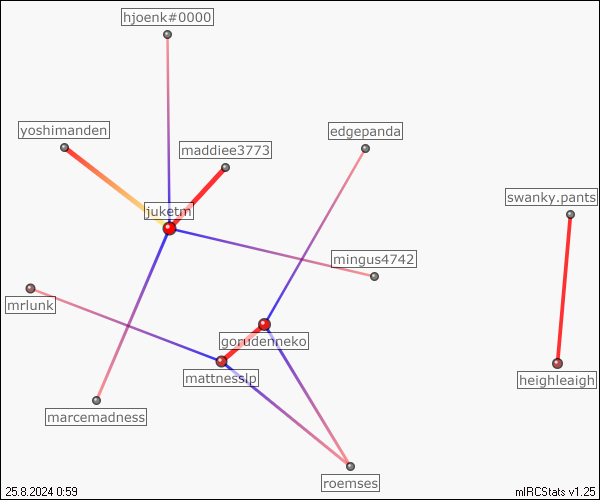 hjoenk#0000
yoshimanden
edgepanda
maddiee3773
swanky.pants
juketm
mingus4742
mrlunk
gorudenneko
mattnesslp
heighleaigh
marcemadness
roemses
25.8.2024 0:59
mIRCStats v1.25